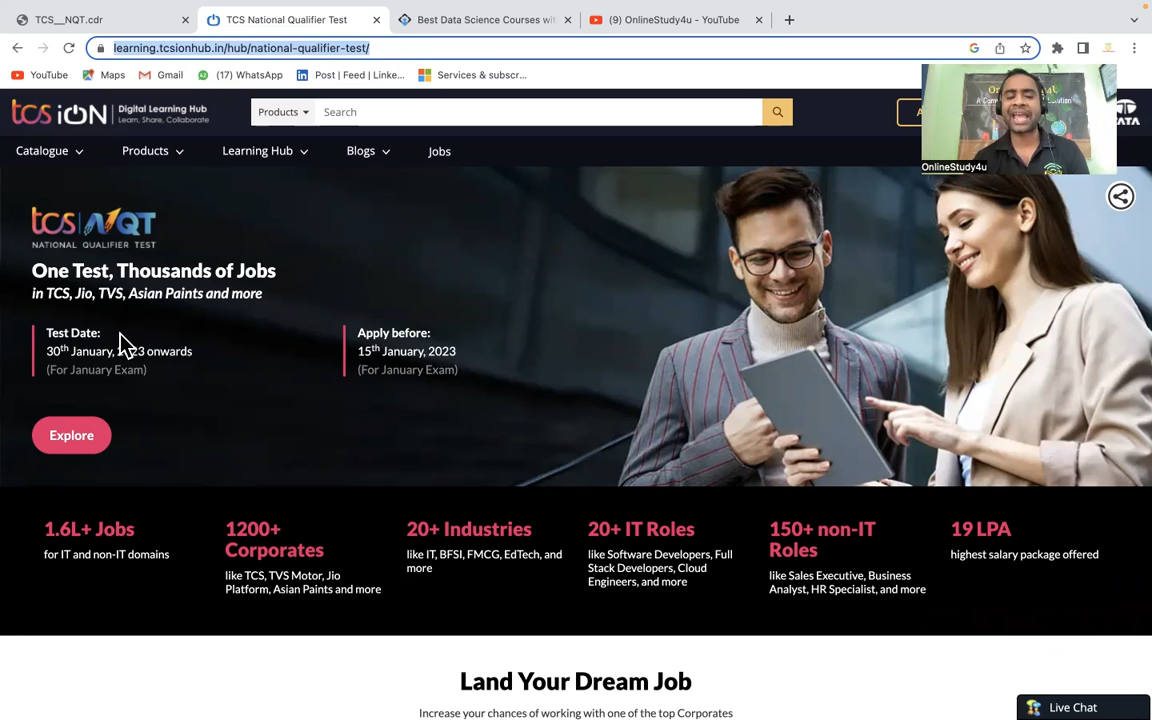 TCS__NQT.cdr
TCS National Qualifier Test
Best Data Science Courses wit
(9) OnlineStudy4u - YouTube
learning.tcsionhub.in/hub/national-qualifier-test/
YouTube
Maps
Gmail
(17) WhatsApp
Post | Feed | Linke...
Services & subscr...
tcs iON
Digital Learning Hub
Learn. Share. Collaborate
Products
Search
TATA
OnlineStudy4u
Catalogue
Products
Learning Hub
Blogs
Jobs
tcs NQT
NATIONAL QUALIFIER TEST
One Test, Thousands of Jobs
in TCS, Jio, TVS, Asian Paints and more
Test Date:
30th January, 23 onwards
(For January Exam)
Apply before:
15th January, 2023
(For January Exam)
Explore
1.6L+ Jobs
for IT and non-IT domains
1200+
Corporates
like TCS, TVS Motor, Jio
Platform, Asian Paints and more
20+ Industries
like IT, BFSI, FMCG, EdTech, and
more
20+ IT Roles
like Software Developers, Full
Stack Developers, Cloud
Engineers, and more
150+ non-IT
Roles
like Sales Executive, Business
Analyst, HR Specialist, and more
19 LPA
highest salary package offered
Land Your Dream Job
Increase your chances of working with one of the top Corporates
Live Chat